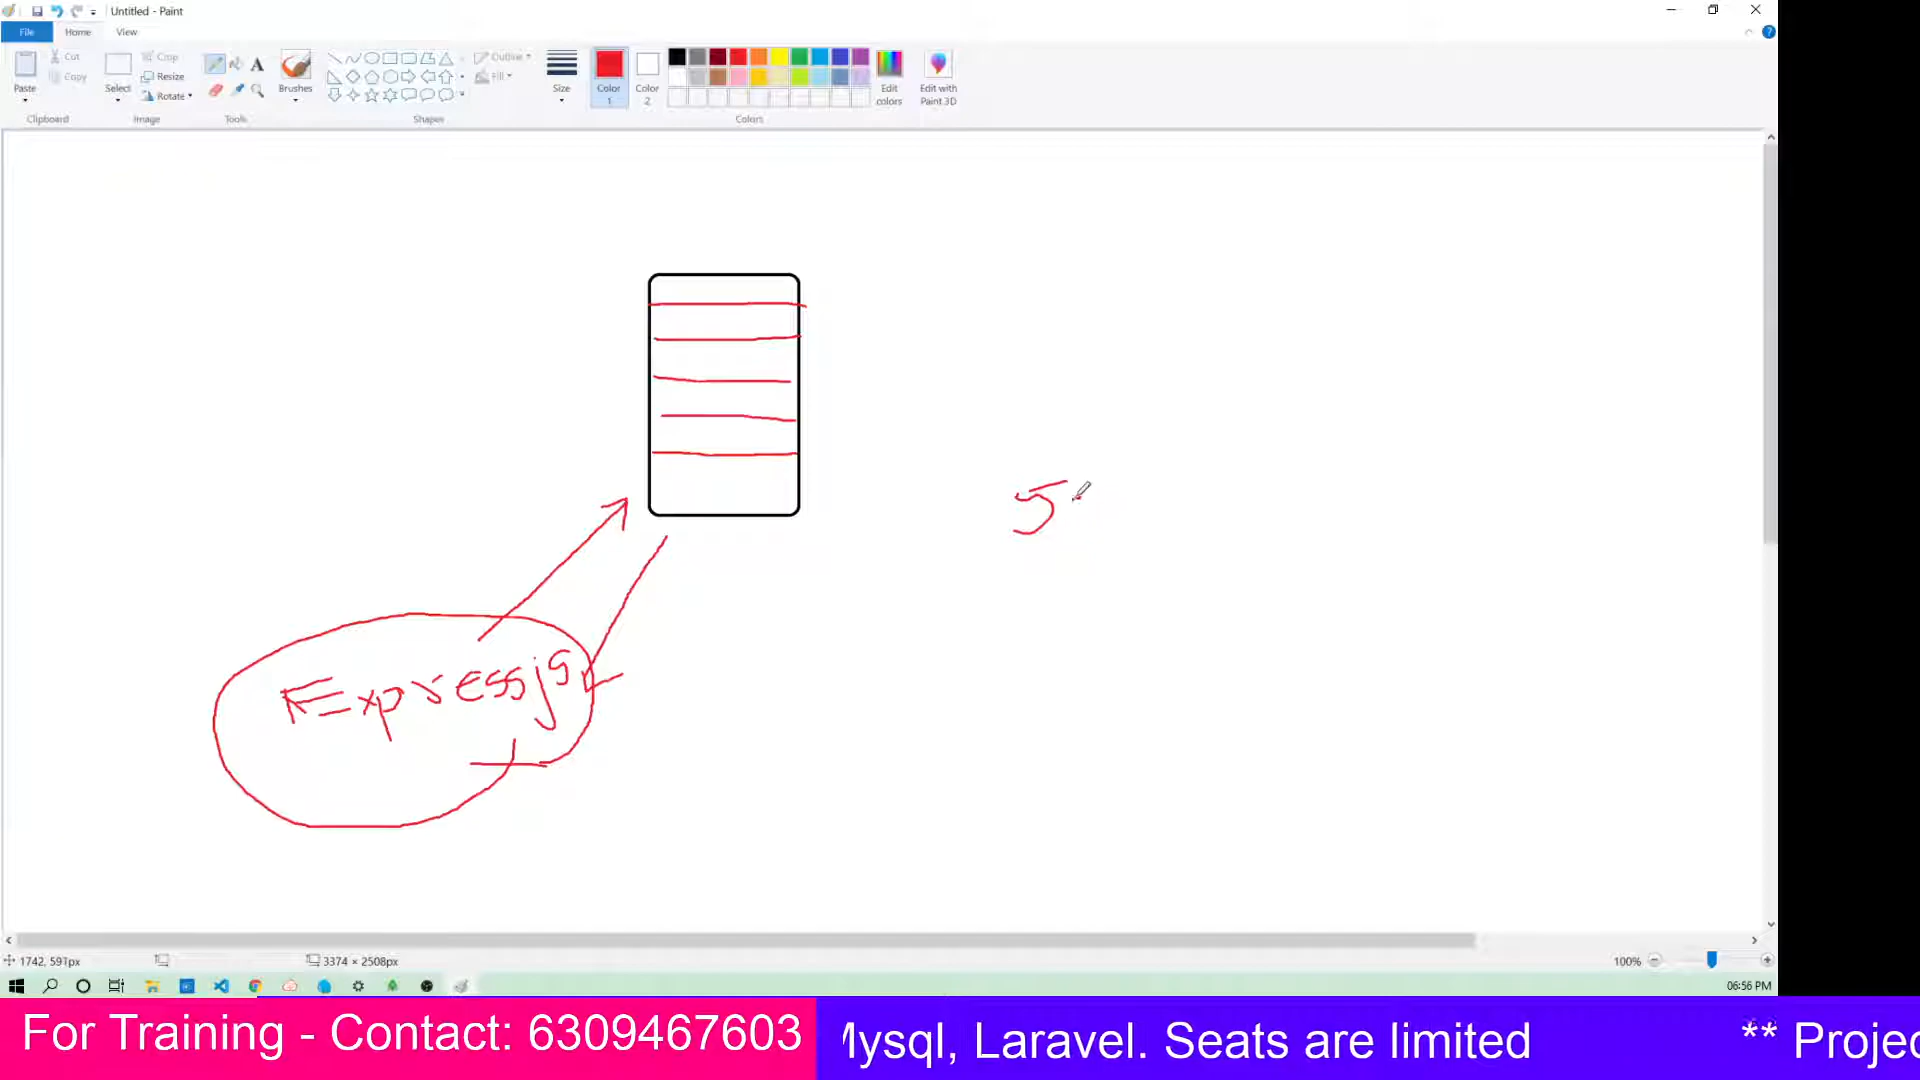 Untitled - Paint
File Home View
Paste
Cut
Copy
Clipboard
Select
Crop
Resize
Rotate
Image
Tools
Brushes
Shapes
Outline
Fill
Size
Color 1
Color 2
Colors
Edit colors
Edit with Paint 3D
5
Expressjs
1742, 591px
3374 × 2508px
100%
06:56 PM
For Training - Contact: 6309467603
Mysql, Laravel. Seats are limited
** Projec